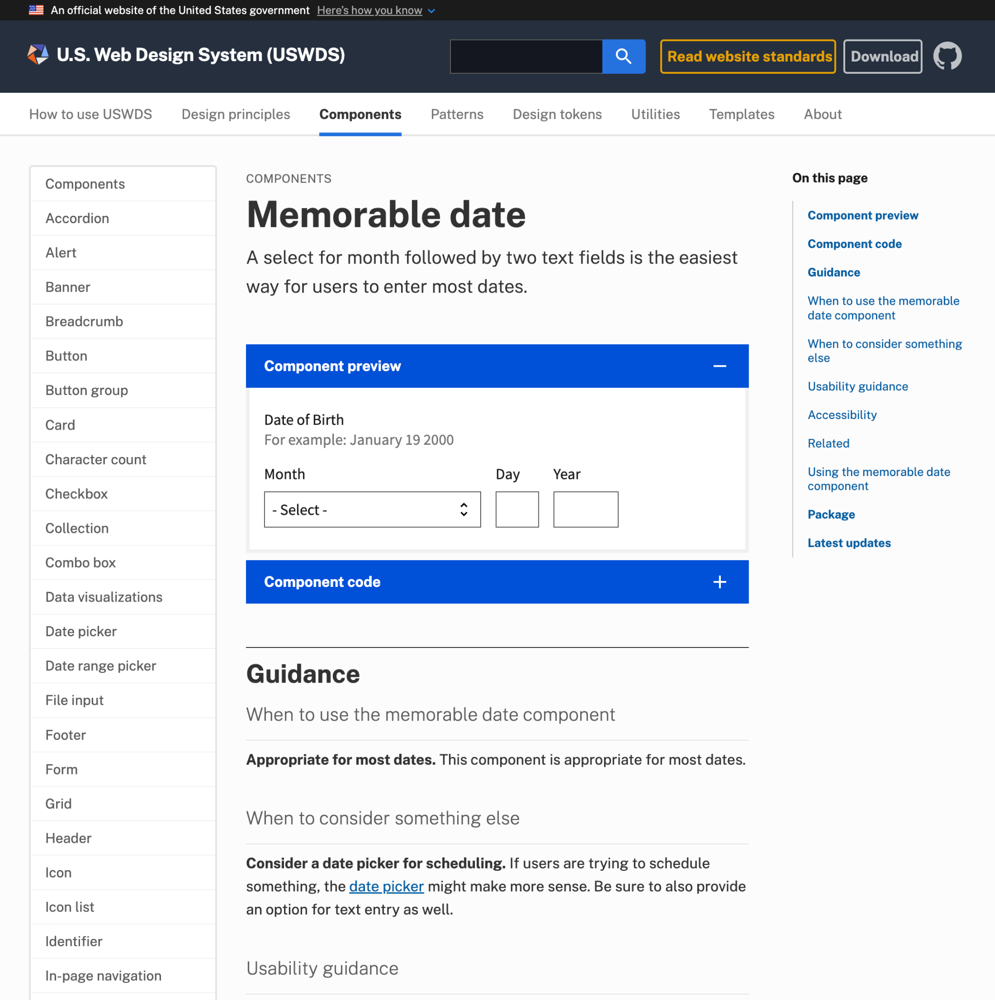 An official website of the United States government Here’s how you know
U.S. Web Design System (USWDS)
Read website standards
Download
How to use USWDS
Design principles
Components
Patterns
Design tokens
Utilities
Templates
About
Components
Accordion
Alert
Banner
Breadcrumb
Button
Button group
Card
Character count
Checkbox
Collection
Combo box
Data visualizations
Date picker
Date range picker
File input
Footer
Form
Grid
Header
Icon
Icon list
Identifier
In-page navigation
COMPONENTS
Memorable date
A select for month followed by two text fields is the easiest
way for users to enter most dates.
Component preview
Date of Birth
For example: January 19 2000
Month
Day
Year
- Select -
Component code
Guidance
When to use the memorable date component
Appropriate for most dates. This component is appropriate for most dates.
When to consider something else
Consider a date picker for scheduling. If users are trying to schedule
something, the date picker might make more sense. Be sure to also provide
an option for text entry as well.
Usability guidance
On this page
Component preview
Component code
Guidance
When to use the memorable
date component
When to consider something
else
Usability guidance
Accessibility
Related
Using the memorable date
component
Package
Latest updates